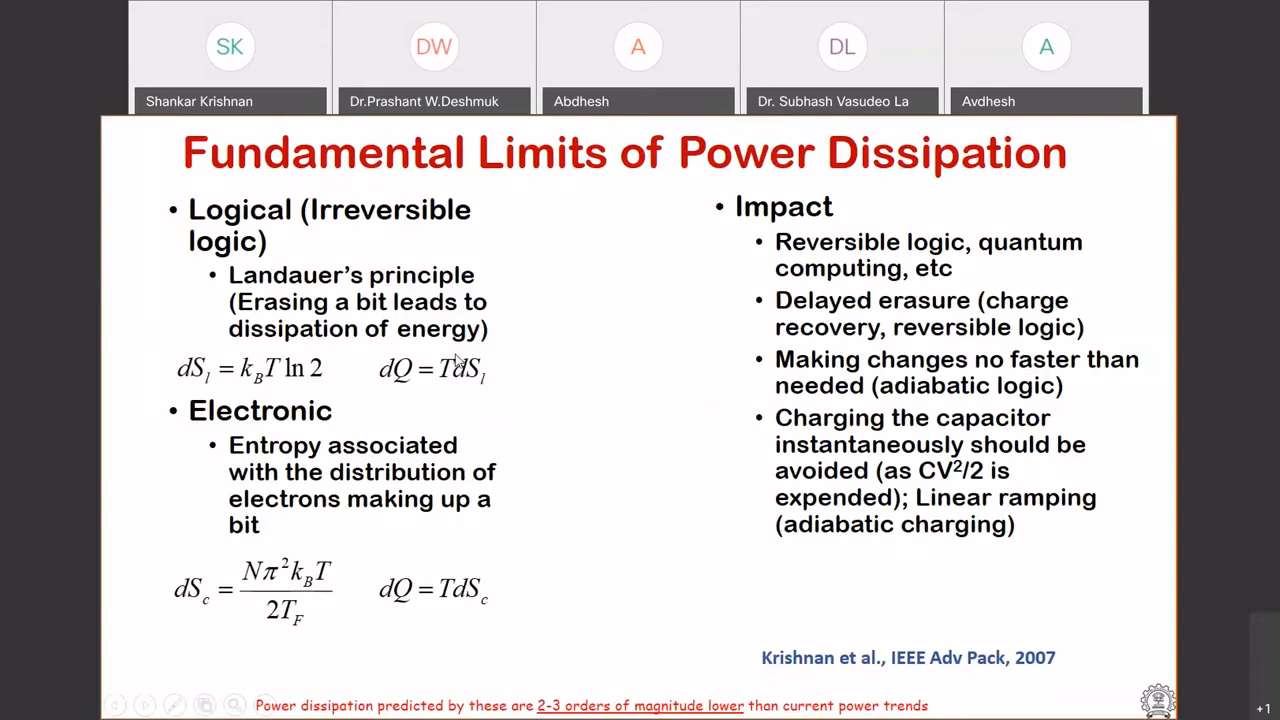 SK
DW
A
DL
A
Shankar Krishnan
Dr.Prashant W.Deshmuk
Abdhesh
Dr. Subhash Vasudeo La
Avdhesh
Fundamental Limits of Power Dissipation
• Logical (Irreversible
logic)
• Landauer's principle
(Erasing a bit leads to
dissipation of energy)
dS_l = k_B T ln 2    dQ = TdS_l
• Electronic
• Entropy associated
with the distribution of
electrons making up a
bit
dS_c = Nπ²k_B T / 2T_F    dQ = TdS_c
• Impact
• Reversible logic, quantum
computing, etc
• Delayed erasure (charge
recovery, reversible logic)
• Making changes no faster than
needed (adiabatic logic)
• Charging the capacitor
instantaneously should be
avoided (as CV²/2 is
expended); Linear ramping
(adiabatic charging)
Krishnan et al., IEEE Adv Pack, 2007
Power dissipation predicted by these are 2-3 orders of magnitude lower than current power trends
+1